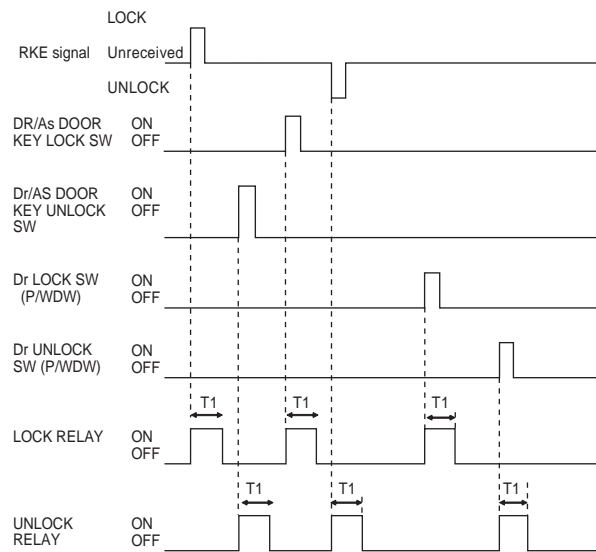 LOCK
RKE signal Unreceived
UNLOCK
DR/As DOOR ON
KEY LOCK SW OFF
Dr/AS DOOR ON
KEY UNLOCK OFF
SW
Dr LOCK SW ON
(P/WDW) OFF
Dr UNLOCK ON
SW (P/WDW) OFF
T1 T1 T1
LOCK RELAY ON
OFF
T1 T1 T1
UNLOCK ON
RELAY OFF